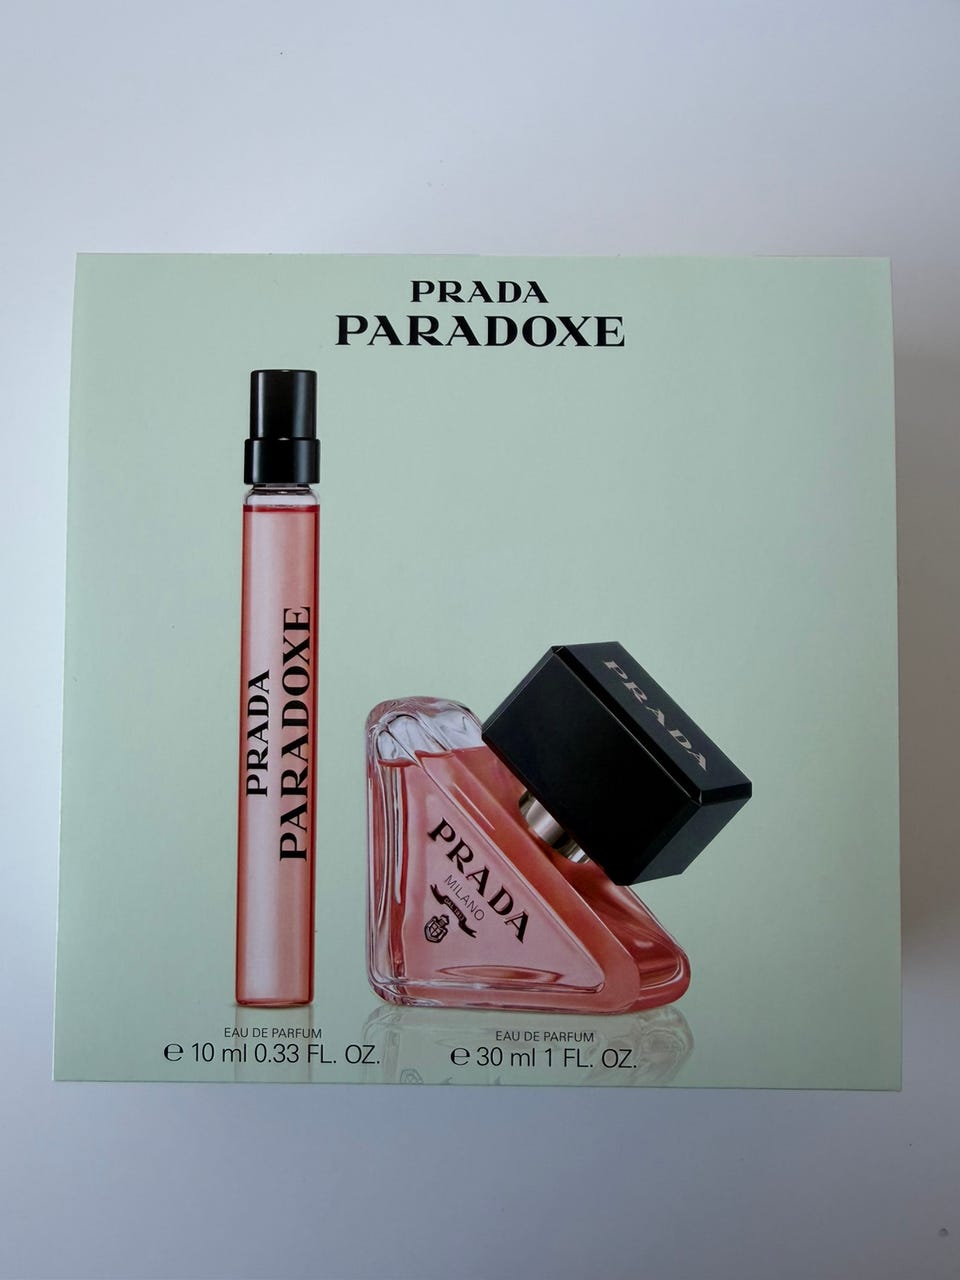 PRADA
PARADOXE
PRADA
PARADOXE
PRADA
PRADA
MILANO
EAU DE PARFUM
℮ 10 ml 0.33 FL. OZ.
EAU DE PARFUM
℮ 30 ml 1 FL. OZ.